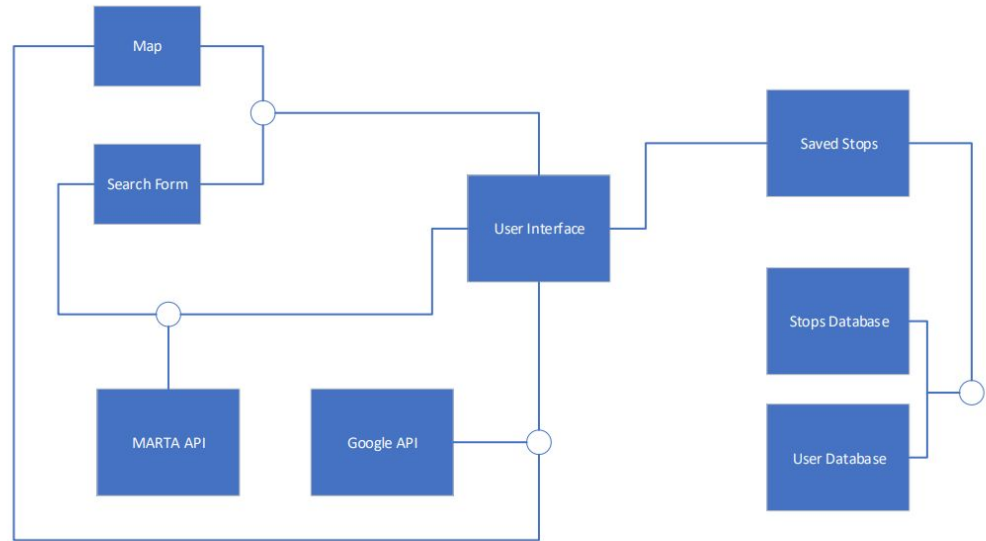 Map
Search Form
User Interface
Saved Stops
Stops Database
MARTA API
Google API
User Database